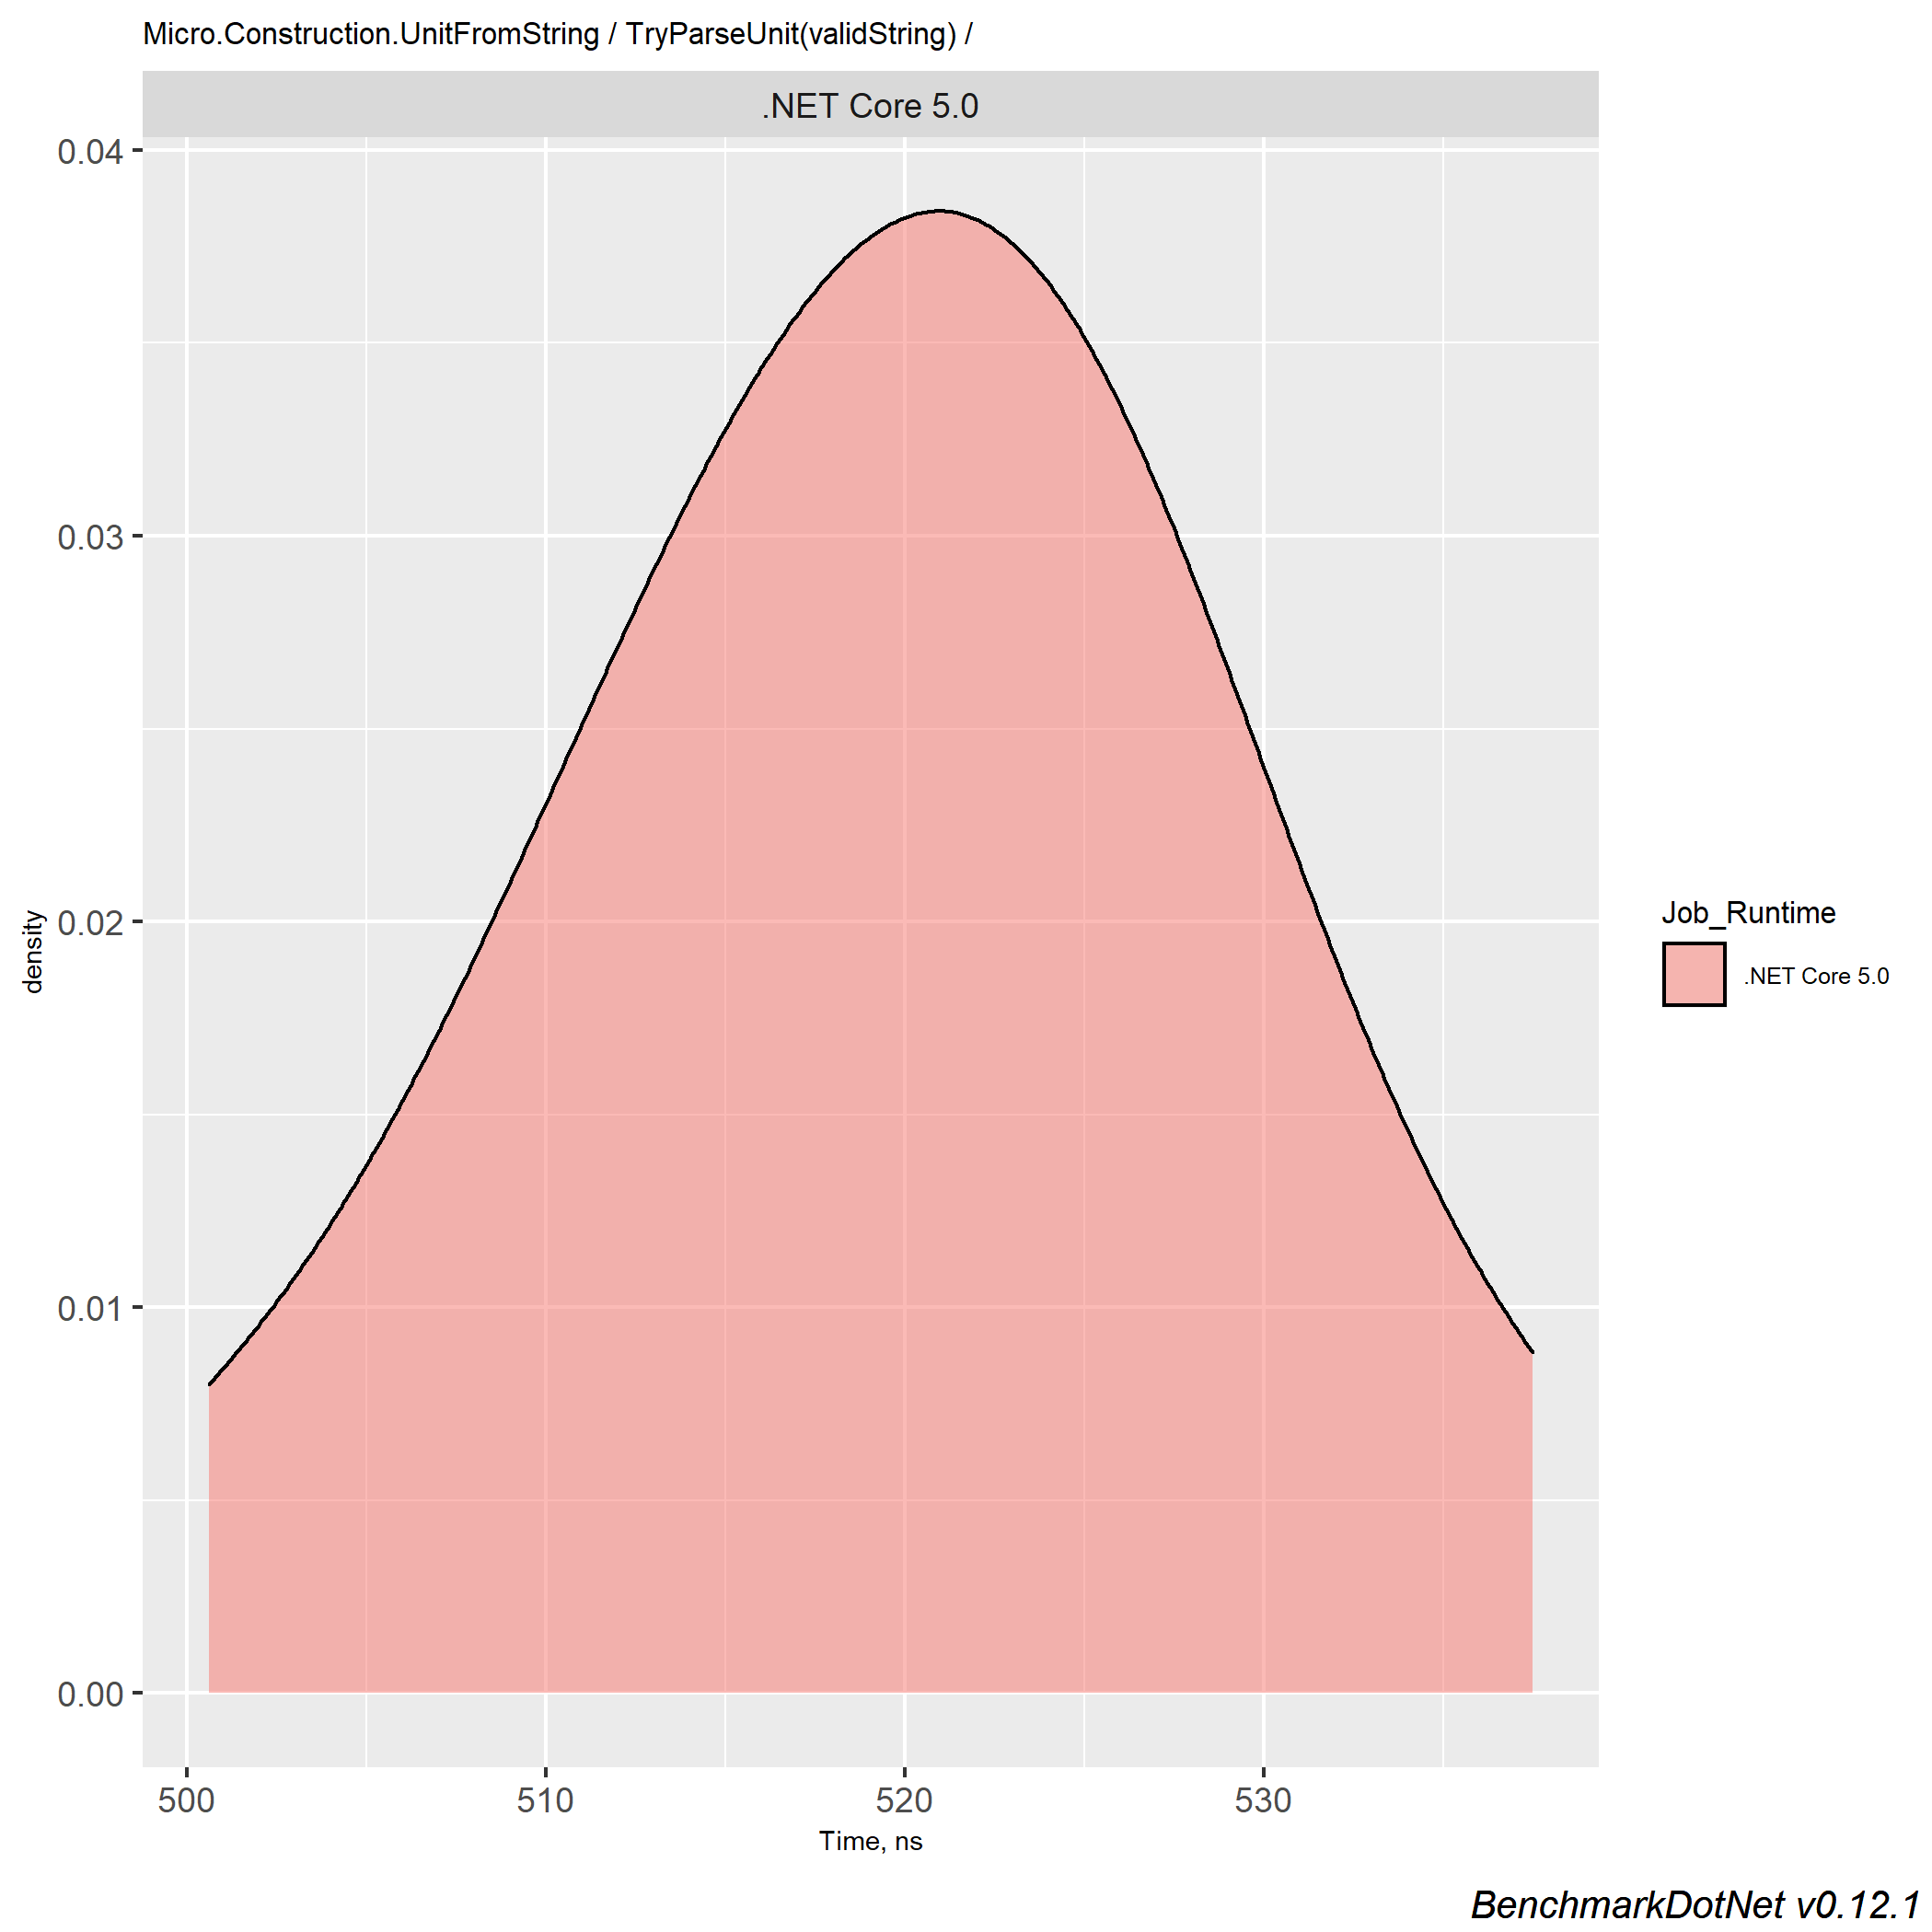 Micro.Construction.UnitFromString / TryParseUnit(validString) /
.NET Core 5.0
0.04
0.03
0.02
0.01
0.00
density
500 510 520 530
Time, ns
Job_Runtime
.NET Core 5.0
BenchmarkDotNet v0.12.1